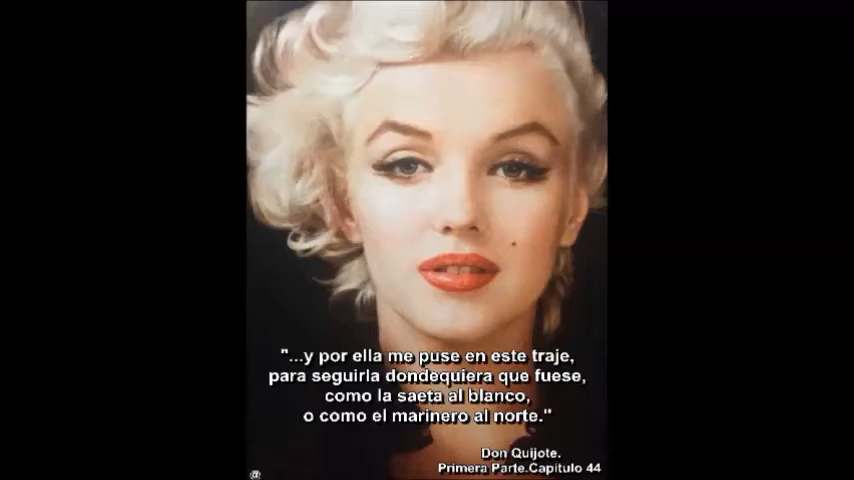 "...y por ella me puse en este traje,
para seguirla dondequiera que fuese,
como la saeta al blanco,
o como el marinero al norte."
Don Quijote.
Primera Parte.Capítulo 44
@